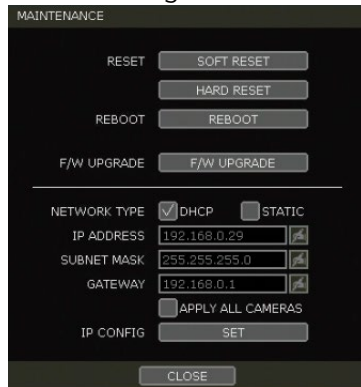 MAINTENANCE
RESET SOFT RESET
HARD RESET
REBOOT REBOOT
F/W UPGRADE F/W UPGRADE
NETWORK TYPE DHCP STATIC
IP ADDRESS 192.168.0.29
SUBNET MASK 255.255.255.0
GATEWAY 192.168.0.1
APPLY ALL CAMERAS
IP CONFIG SET
CLOSE